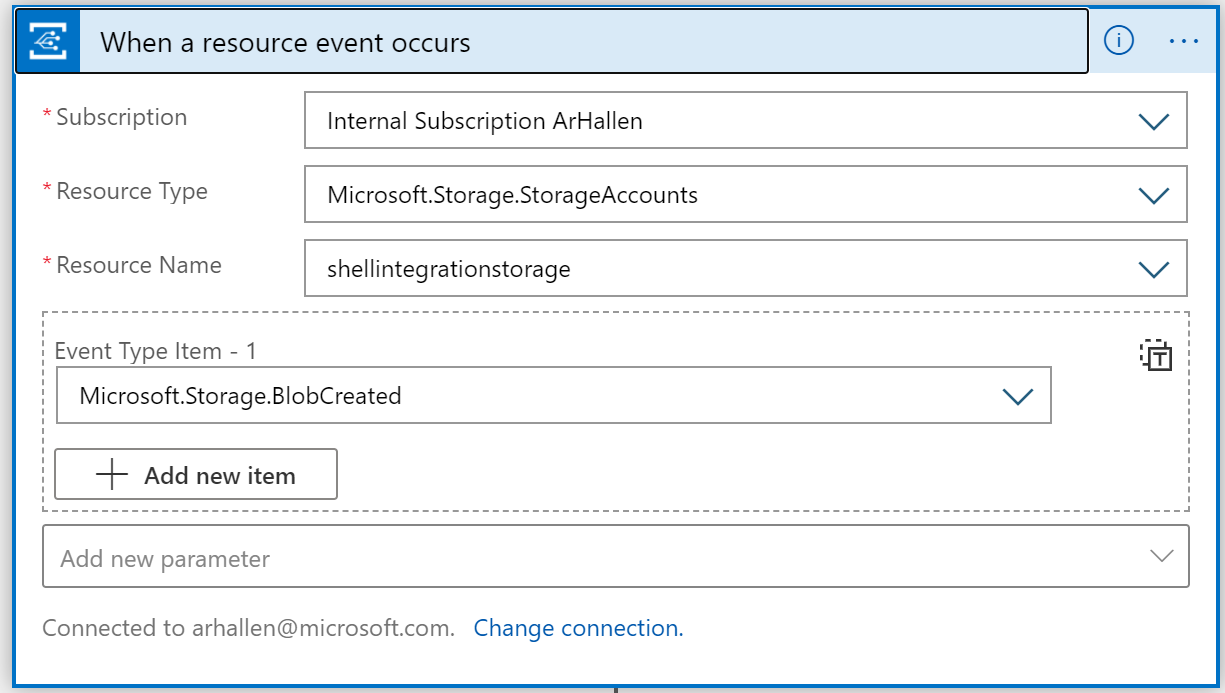 When a resource event occurs
* Subscription
Internal Subscription ArHallen
* Resource Type
Microsoft.Storage.StorageAccounts
* Resource Name
shellintegrationstorage
Event Type Item - 1
Microsoft.Storage.BlobCreated
Add new item
Add new parameter
Connected to arhallen@microsoft.com. Change connection.